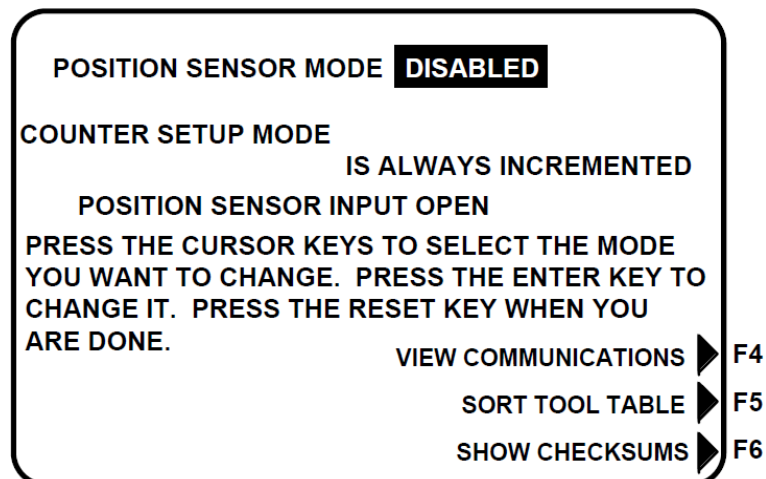 POSITION SENSOR MODE DISABLED
COUNTER SETUP MODE
IS ALWAYS INCREMENTED
POSITION SENSOR INPUT OPEN
PRESS THE CURSOR KEYS TO SELECT THE MODE
YOU WANT TO CHANGE. PRESS THE ENTER KEY TO
CHANGE IT. PRESS THE RESET KEY WHEN YOU
ARE DONE.
VIEW COMMUNICATIONS F4
SORT TOOL TABLE F5
SHOW CHECKSUMS F6